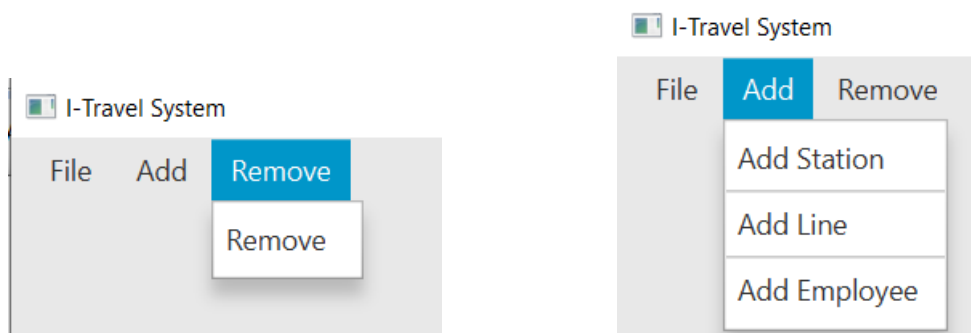 I-Travel System
File Add Remove
Remove
I-Travel System
File Add Remove
Add Station
Add Line
Add Employee